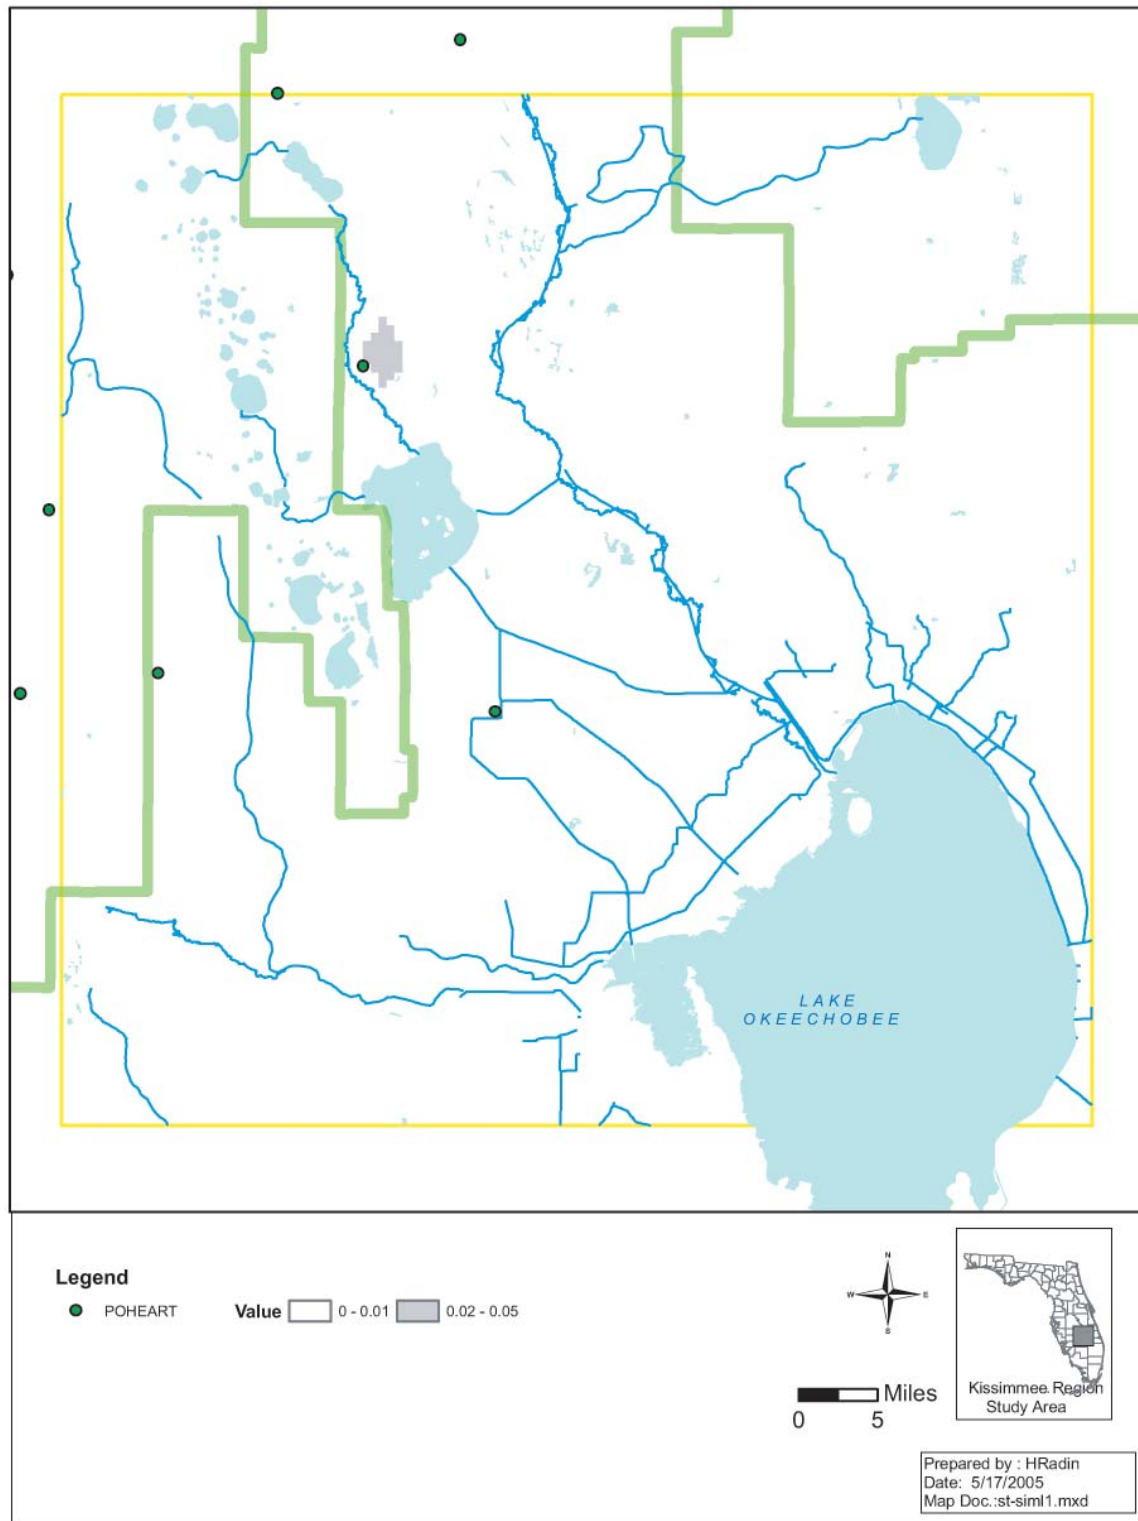 LAKE
OKEECHOBEE
Legend
POHEART
Value 0 - 0.01 0.02 - 0.05
N
W E
S
Miles
0 5
Kissimmee Region
Study Area
Prepared by : HRadin
Date: 5/17/2005
Map Doc.:st-siml1.mxd